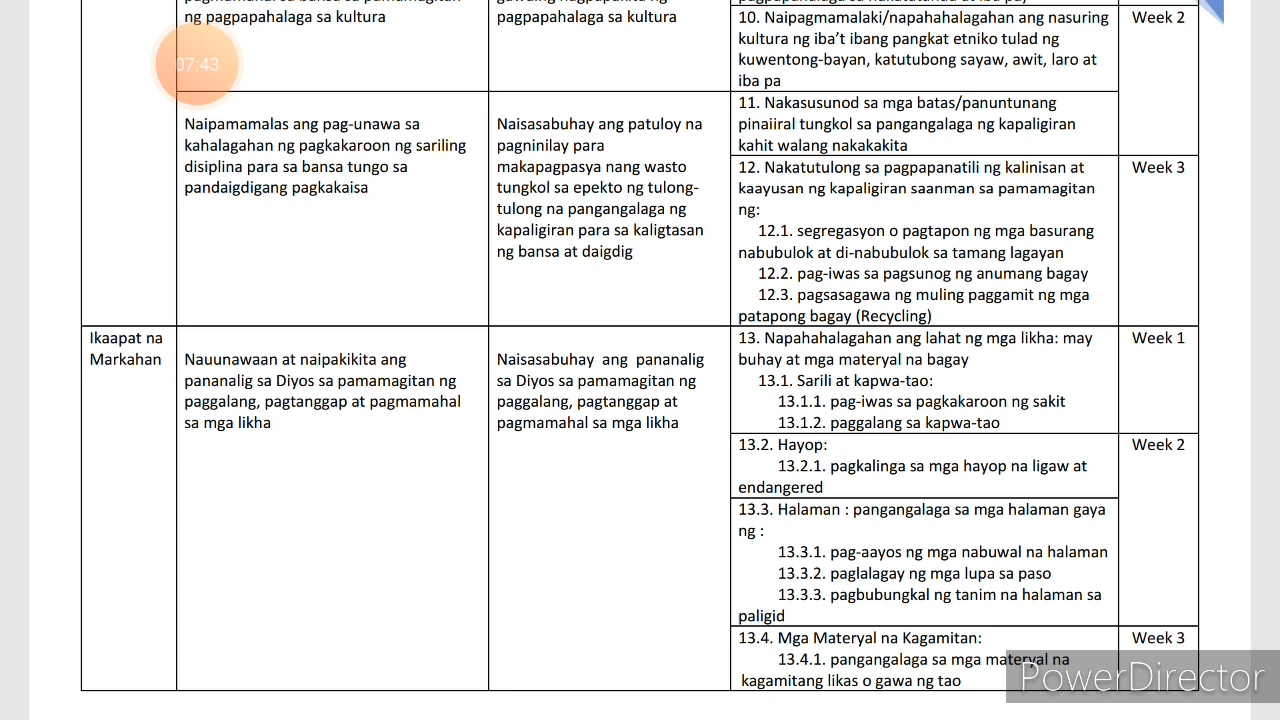 ng pagpapahalaga sa kultura
gawaing nagpapakita ng
pagpapahalaga sa kultura
10. Naipagmamalaki/napahahalagahan ang nasuring
kultura ng iba't ibang pangkat etniko tulad ng
kuwentong-bayan, katutubong sayaw, awit, laro at
iba pa
Week 2
07:43
Naipamamalas ang pag-unawa sa
kahalagahan ng pagkakaroon ng sariling
disiplina para sa bansa tungo sa
pandaigdigang pagkakaisa
Naisasabuhay ang patuloy na
pagninilay para
makapagpasya nang wasto
tungkol sa epekto ng tulong-
tulong na pangangalaga ng
kapaligiran para sa kaligtasan
ng bansa at daigdig
11. Nakasusunod sa mga batas/panuntunang
pinaiiral tungkol sa pangangalaga ng kapaligiran
kahit walang nakakakita
12. Nakatutulong sa pagpapanatili ng kalinisan at
kaayusan ng kapaligiran saanman sa pamamagitan
ng:
12.1. segregasyon o pagtapon ng mga basurang
nabubulok at di-nabubulok sa tamang lagayan
12.2. pag-iwas sa pagsunog ng anumang bagay
12.3. pagsasagawa ng muling paggamit ng mga
patapong bagay (Recycling)
Week 3
Ikaapat na
Markahan
Nauunawaan at naipakikita ang
pananalig sa Diyos sa pamamagitan ng
paggalang, pagtanggap at pagmamahal
sa mga likha
Naisasabuhay ang pananalig
sa Diyos sa pamamagitan ng
paggalang, pagtanggap at
pagmamahal sa mga likha
13. Napahahalagahan ang lahat ng mga likha: may
buhay at mga materyal na bagay
13.1. Sarili at kapwa-tao:
13.1.1. pag-iwas sa pagkakaroon ng sakit
13.1.2. paggalang sa kapwa-tao
Week 1
13.2. Hayop:
13.2.1. pagkalinga sa mga hayop na ligaw at
endangered
Week 2
13.3. Halaman : pangangalaga sa mga halaman gaya
ng :
13.3.1. pag-aayos ng mga nabuwal na halaman
13.3.2. paglalagay ng mga lupa sa paso
13.3.3. pagbubungkal ng tanim na halaman sa
paligid
13.4. Mga Materyal na Kagamitan:
13.4.1. pangangalaga sa mga materyal na
kagamitang likas o gawa ng tao
Week 3
PowerDirector